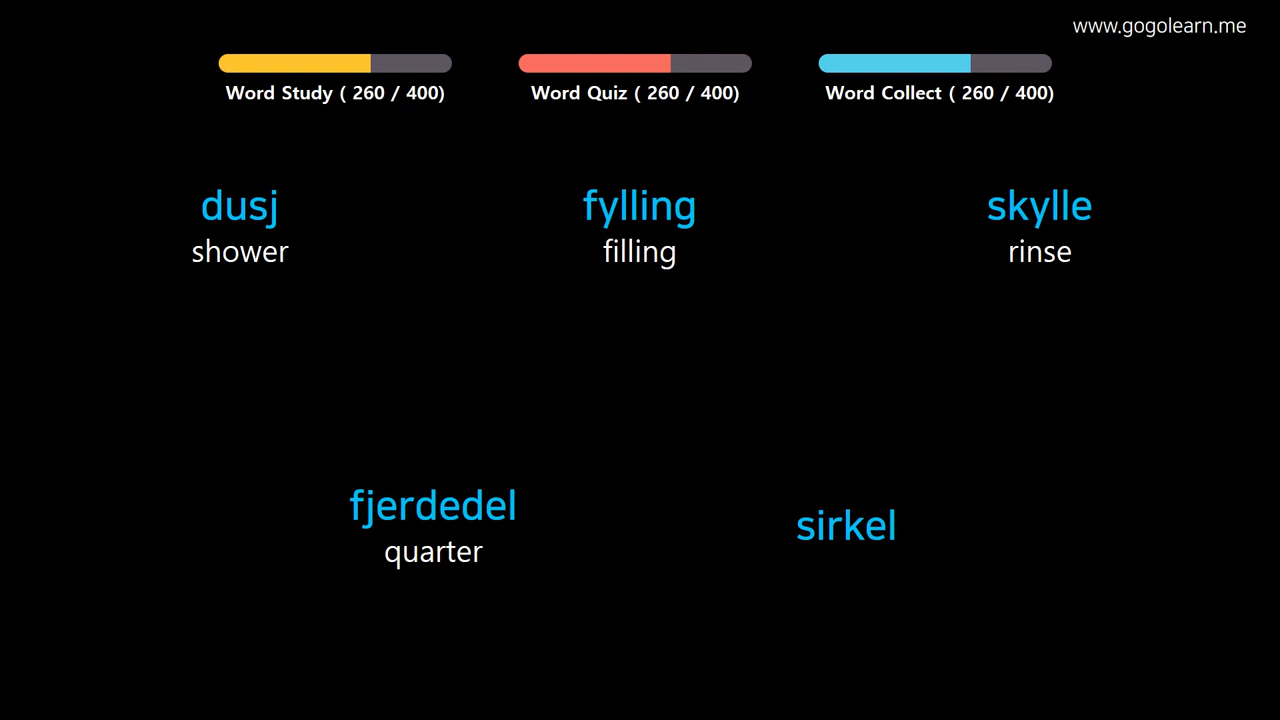 www.gogolearn.me
Word Study ( 260 / 400)
Word Quiz ( 260 / 400)
Word Collect ( 260 / 400)
dusj
shower
fylling
filling
skylle
rinse
fjerdedel
quarter
sirkel